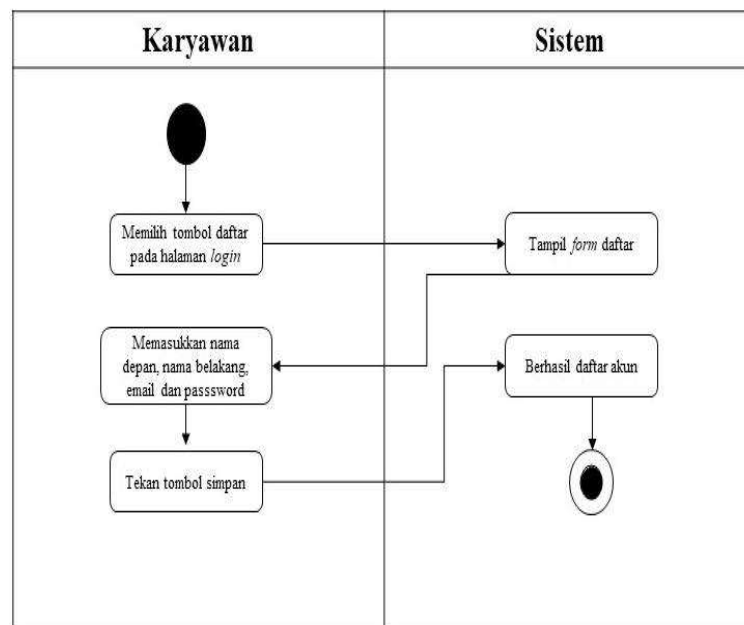 Karyawan
Sistem
Memilih tombol daftar
pada halaman login
Tampil form daftar
Memasukkan nama
depan, nama belakang,
email dan passsword
Berhasil daftar akun
Tekan tombol simpan